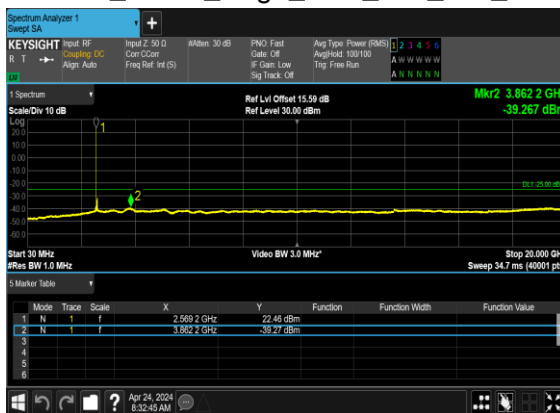 Spectrum Analyzer 1
Swept SA
+
KEYSIGHT Input: RF Input Z: 50 Ω #Atten: 30 dB PNO: Fast Avg Type: Power (RMS) 1 2 3 4 5 6
R T Coupling: DC Corr CCorr Gate: Off Avg|Hold: 100/100 A W W W W W
Align: Auto Freq Ref: Int (S) IF Gain: Low Trig: Free Run
Sig Track: Off A N N N N N
1 Spectrum Ref Lvl Offset 15.59 dB Mkr2 3.862 2 GH
Scale/Div 10 dB Ref Level 30.00 dBm -39.267 dBr
Log
20.0
10.0
0.00
-10.0
-20.0
-30.0
-40.0
-50.0
-60.0
1
2
DL1 -25.00 dB
Start 30 MHz Video BW 3.0 MHz* Stop 20.000 GH
#Res BW 1.0 MHz Sweep 34.7 ms (40001 pt
5 Marker Table
Mode Trace Scale X Y Function Function Width Function Value
1 N 1 f 2.569 2 GHz 22.46 dBm
2 N 1 f 3.862 2 GHz -39.27 dBm
3
4
5
6
? Apr 24, 2024
8:32:45 AM